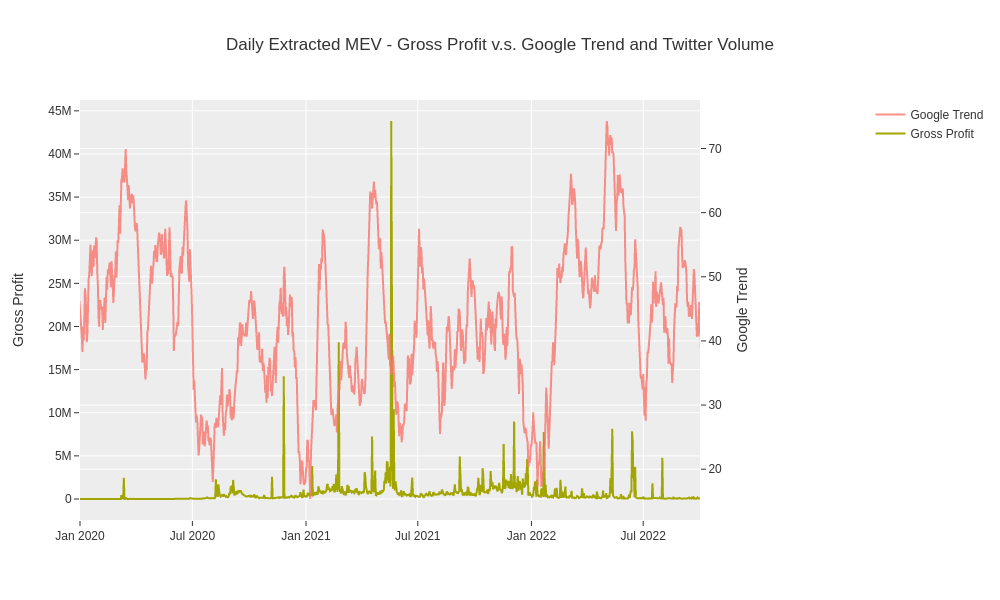 Daily Extracted MEV - Gross Profit v.s. Google Trend and Twitter Volume
Google Trend
Gross Profit
45M
40M
35M
30M
25M
20M
15M
10M
5M
0
Gross Profit
70
60
50
40
30
20
Google Trend
Jan 2020
Jul 2020
Jan 2021
Jul 2021
Jan 2022
Jul 2022